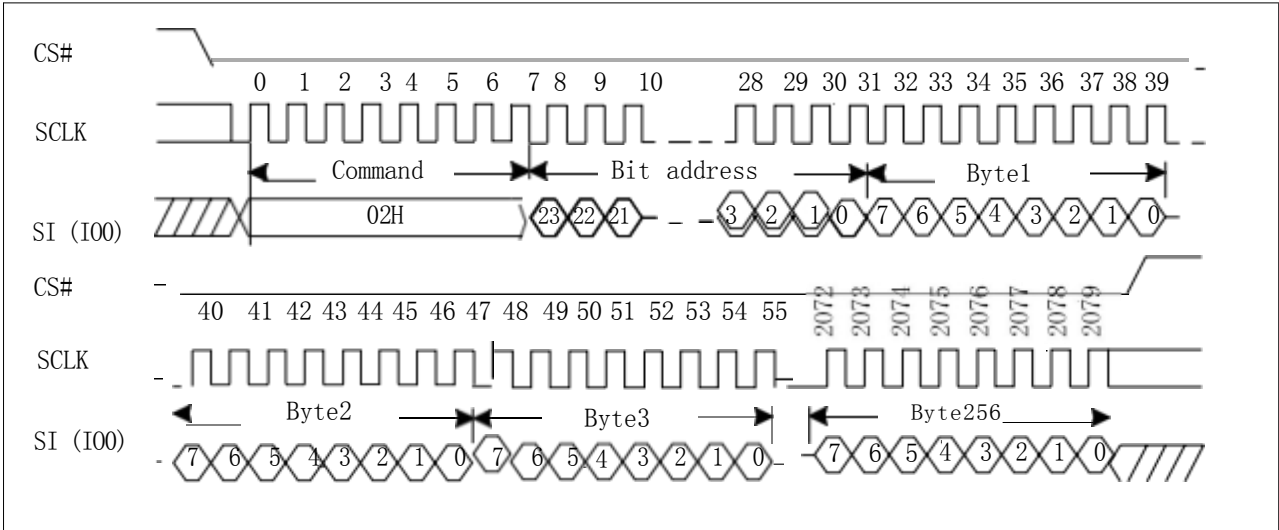 CS#
0 1 2 3 4 5 6 7 8 9 10 28 29 30 31 32 33 34 35 36 37 38 39
SCLK
Command Bit address Byte1
SI (IO0) 02H 23 22 21 3 2 1 0 7 6 5 4 3 2 1 0
CS#
40 41 42 43 44 45 46 47 48 49 50 51 52 53 54 55 2072 2073 2074 2075 2076 2077 2078 2079
SCLK
Byte2 Byte3 Byte256
SI (IO0) 7 6 5 4 3 2 1 0 7 6 5 4 3 2 1 0 7 6 5 4 3 2 1 0